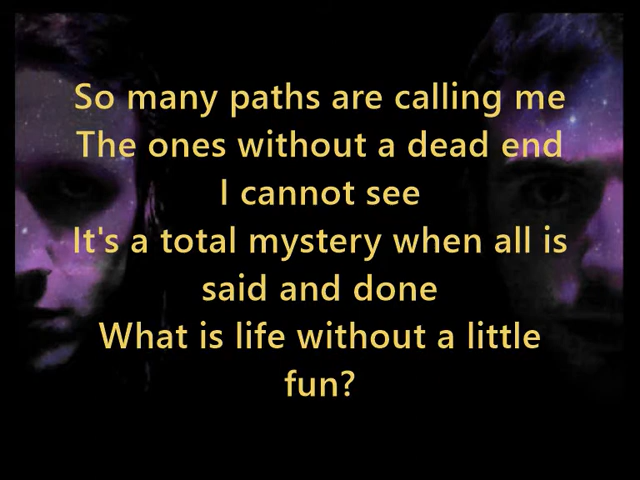 So many paths are calling me
The ones without a dead end
I cannot see
It's a total mystery when all is
said and done
What is life without a little
fun?